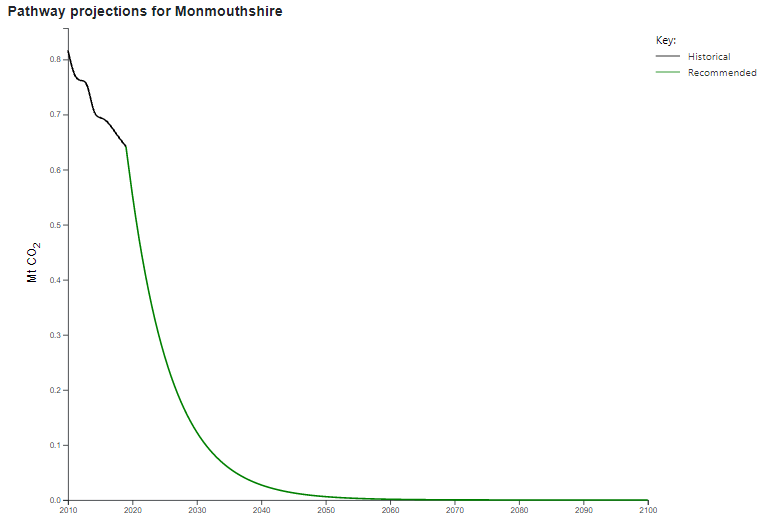 Pathway projections for Monmouthshire
Key:
Historical
Recommended
Mt CO2
0.8
0.7
0.6
0.5
0.4
0.3
0.2
0.1
0.0
2010 2020 2030 2040 2050 2060 2070 2080 2090 2100